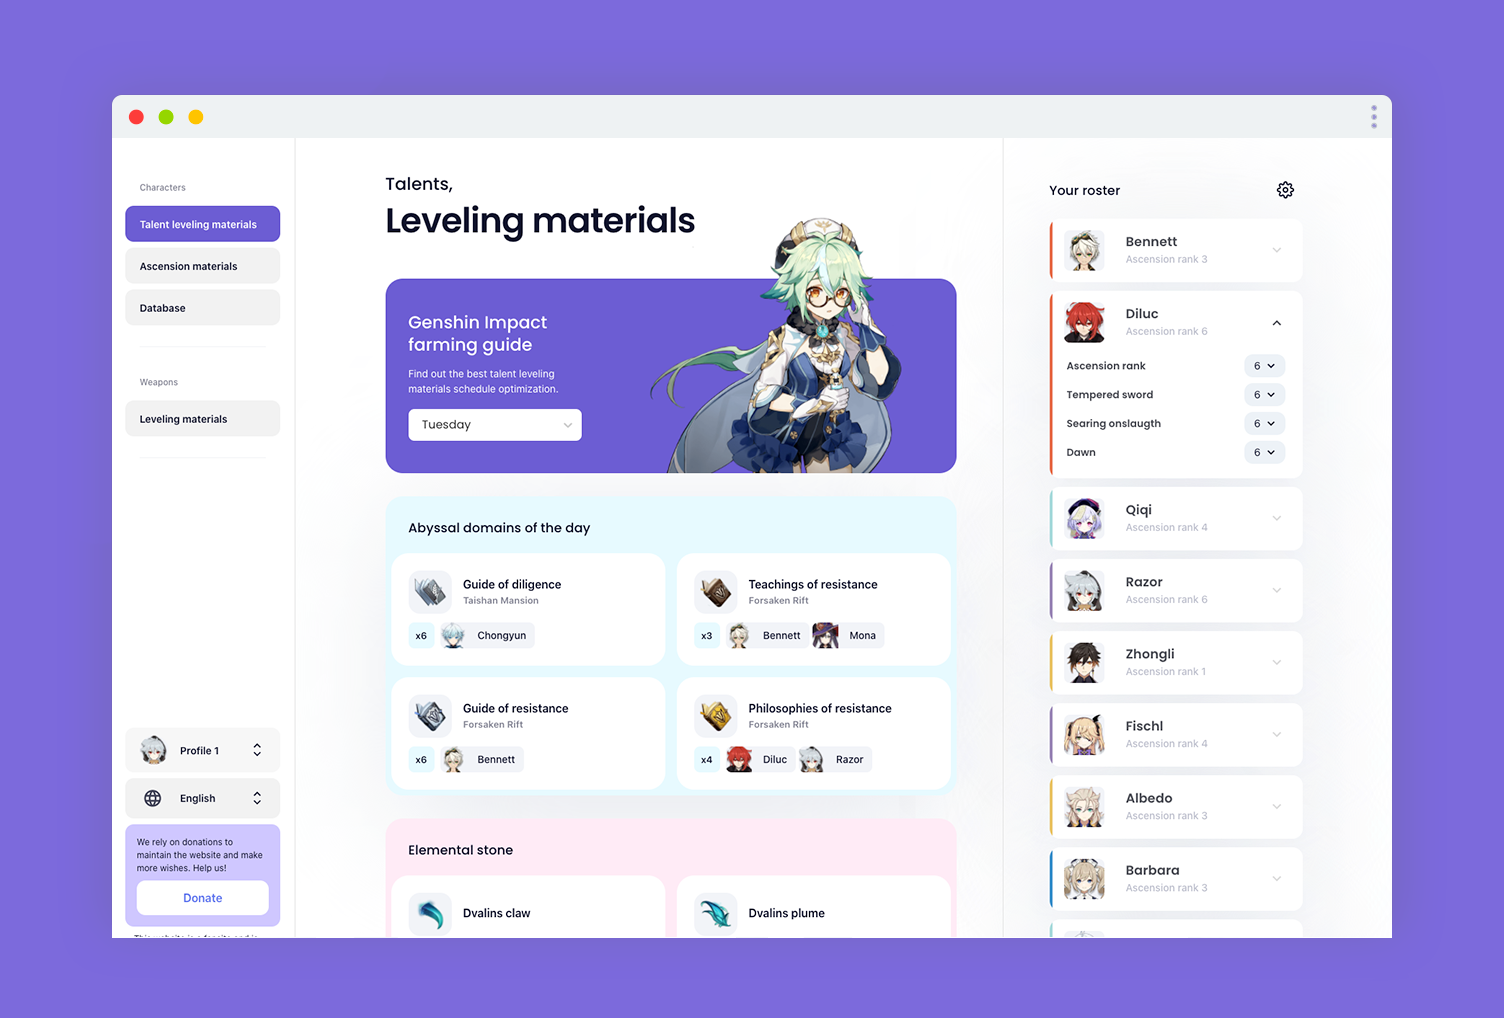 Characters
Talent leveling materials
Ascension materials
Database
Weapons
Leveling materials
Profile 1
English
We rely on donations to
maintain the website and make
more wishes. Help us!
Donate
Talents,
Leveling materials
Genshin Impact
farming guide
Find out the best talent leveling
materials schedule optimization.
Tuesday
Abyssal domains of the day
Guide of diligence
Taishan Mansion
x6 Chongyun
Teachings of resistance
Forsaken Rift
x3 Bennett Mona
Guide of resistance
Forsaken Rift
x6 Bennett
Philosophies of resistance
Forsaken Rift
x4 Diluc Razor
Elemental stone
Dvalins claw
Dvalins plume
Your roster
Bennett
Ascension rank 3
Diluc
Ascension rank 6
Ascension rank 6
Tempered sword 6
Searing onslaugth 6
Dawn 6
Qiqi
Ascension rank 4
Razor
Ascension rank 6
Zhongli
Ascension rank 1
Fischl
Ascension rank 4
Albedo
Ascension rank 3
Barbara
Ascension rank 3